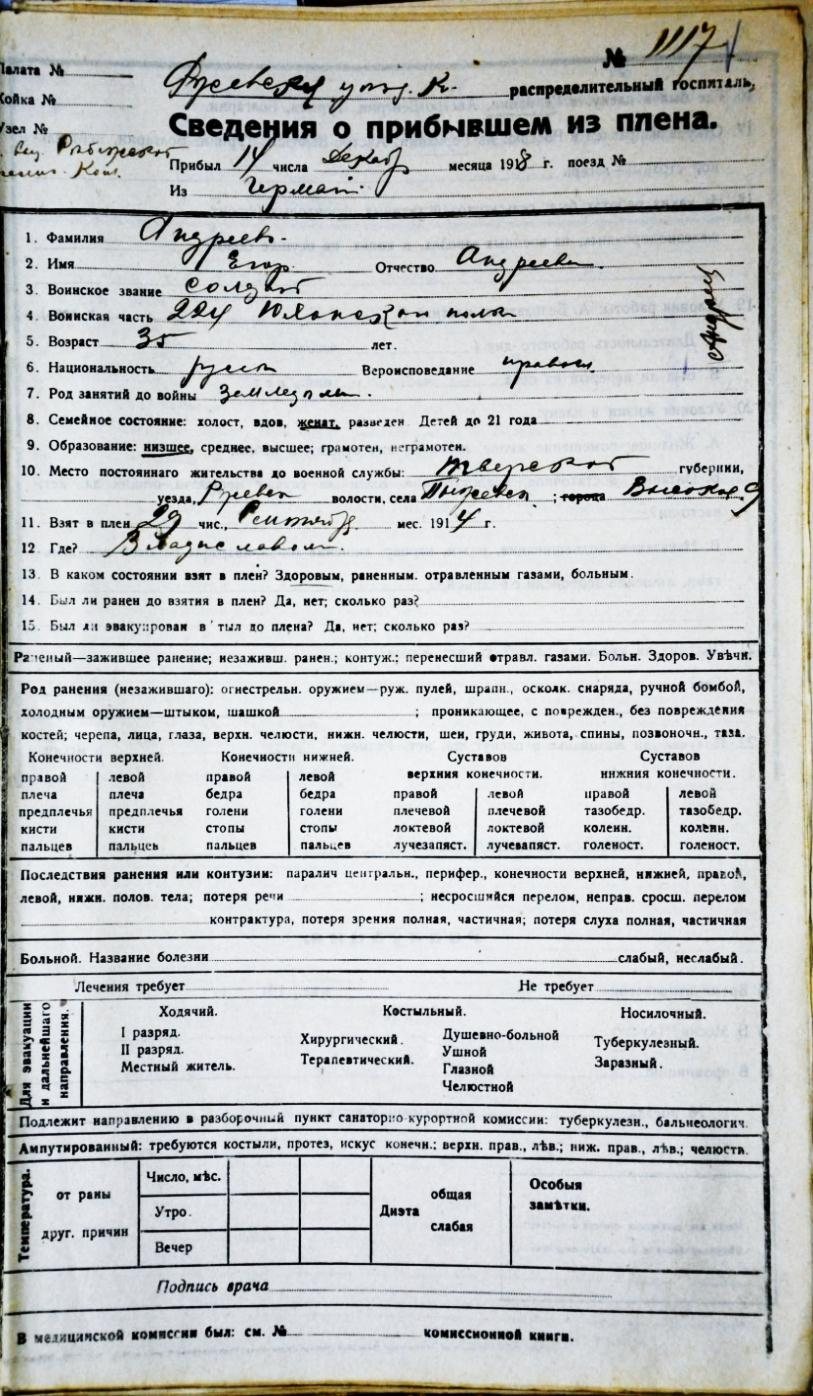 № 1117
Палата №
распределительный госпиталь,
Койка №
Сведения о прибывшем из плена.
Узел №
Прибыл 14 числа Декабр месяца 1918 г. поезд №
Из Герман.
1. Фамилия Андреев
2. Имя Егор Отчество Андреевич
3. Воинское звание солдат
4. Воинская часть 224 полка
5. Возраст 35 лет.
6. Национальность русск Вероисповедание правосл.
Андреев
7. Род занятий до войны Земледелец
8. Семейное состояние: холост, вдов, женат, разведен Детей до 21 года
9. Образование: низшее, среднее, высшее; грамотен, неграмотен.
10. Место постояннаго жительства до военной службы: Тверской губернии,
уезда, Ржевск волости, села ; города Высокая
11. Взят в плен 29 чис., Сентябр мес. 1914 г.
12. Где? Владиславов.
13. В каком состоянии взят в плен? Здоровым, раненным. отравленным газами, больным.
14. Был ли ранен до взятия в плен? Да, нет; сколько раз?
15. Был ли эвакуирован в тыл до плена? Да, нет; сколько раз?
Раненый—зажившее ранение; незаживш. ранен.; контуж.; перенесший отравл. газами. Больн. Здоров. Увечн.
Род ранения (незажившаго): огнестрельн. оружием—руж. пулей, шрапн., осколк. снаряда, ручной бомбой,
холодным оружием—штыком, шашкой ; проникающее, с поврежден., без повреждения
костей; черепа, лица, глаза, верхн. челюсти, нижн. челюсти, шеи, груди, живота, спины, позвоночн., таза.
Конечности верхней. Конечности нижней. Суставов Суставов
верхния конечности. нижния конечности.
правой левой правой левой
правой левой правой левой
плеча плеча бедра бедра
плечевой плечевой тазобедр. тазобедр.
предплечья предплечья голени голени
локтевой локтевой колен. колен.
кисти кисти стопы стопы
лучезапяст. лучезапяст. голеност. голеност.
пальцев пальцев пальцев пальцев
Последствия ранения или контузии: паралич центральн., перифер., конечности верхней, нижней, правой,
левой, нижн. полов. тела; потеря речи ; несросшийся перелом, неправ. сросш. перелом
контрактура, потеря зрения полная, частичная; потеря слуха полная, частичная
Больной. Название болезни слабый, неслабый.
Лечения требует Не требует
Для эвакуации и дальнейшаго направления.
Ходячий. Костыльный. Носилочный.
I разряд.
II разряд.
Местный житель.
Хирургический.
Терапевтический.
Душевно-больной
Ушной
Глазной
Челюстной
Туберкулезный.
Заразный.
Подлежит направлению в разборочный пункт санаторно-курортной комиссии: туберкулезн., бальнеологич.
Ампутированный: требуются костыли, протез, искус конечн.; верхн. прав., лѣв.; ниж. прав., лѣв.; челюств.
Температура.
от раны
друг. причин
Число, мѣс.
Утро.
Вечер
Диэта
общая
слабая
Особыя
замѣтки.
Подпись врача
В медицинской комиссии был: см. № комиссионной книги.